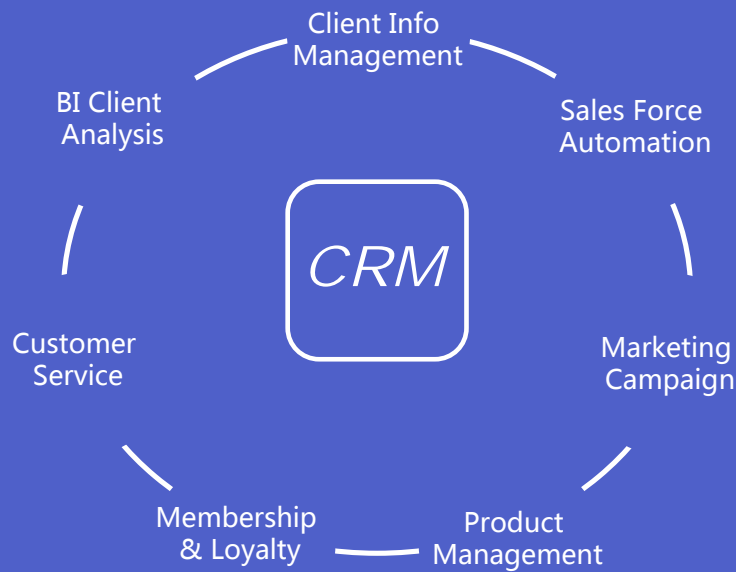 Client Info
Management
Sales Force
Automation
Marketing
Campaign
Product
Management
Membership
& Loyalty
Customer
Service
BI Client
Analysis
CRM